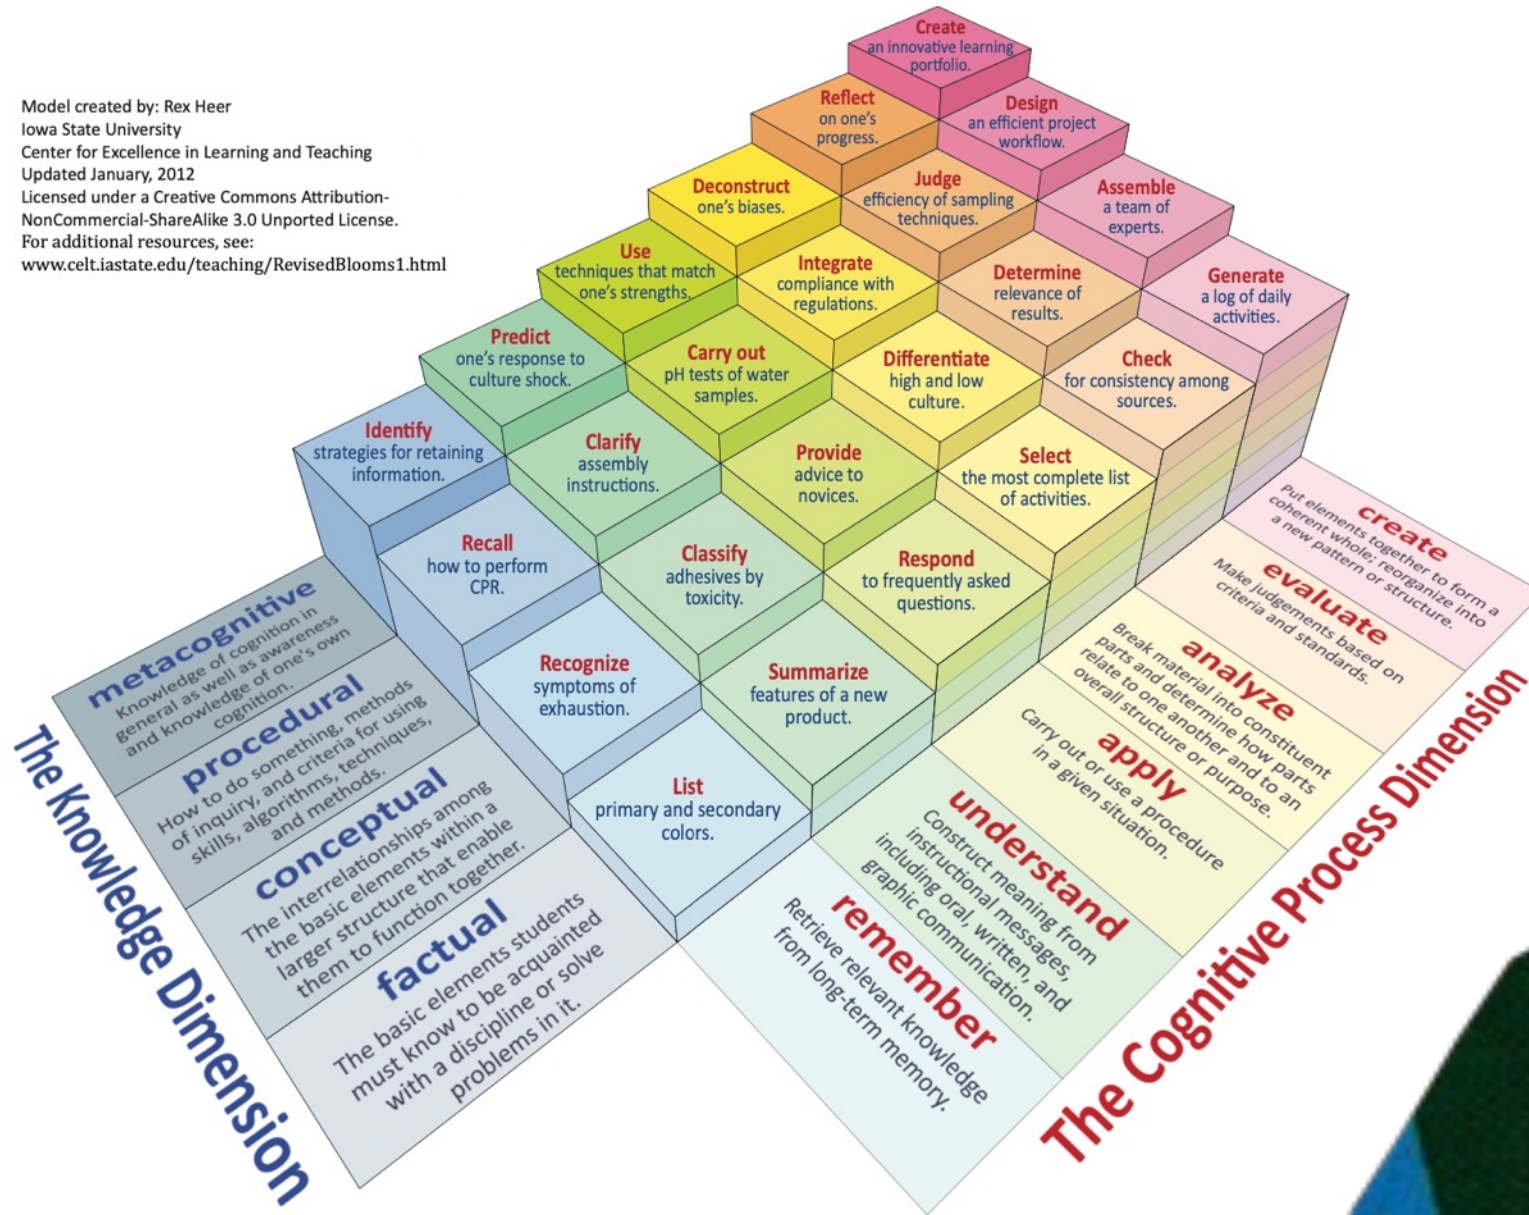 Model created by: Rex Heer
Iowa State University
Center for Excellence in Learning and Teaching
Updated January, 2012
Licensed under a Creative Commons Attribution-
NonCommercial-ShareAlike 3.0 Unported License.
For additional resources, see:
www.celt.iastate.edu/teaching/RevisedBlooms1.html
Create
an innovative learning
portfolio.
Reflect
on one's
progress.
Design
an efficient project
workflow.
Deconstruct
one's biases.
Judge
efficiency of sampling
techniques.
Assemble
a team of
experts.
Use
techniques that match
one's strengths.
Integrate
compliance with
regulations.
Determine
relevance of
results.
Generate
a log of daily
activities.
Predict
one's response to
culture shock.
Carry out
pH tests of water
samples.
Differentiate
high and low
culture.
Check
for consistency among
sources.
Identify
strategies for retaining
information.
Clarify
assembly
instructions.
Provide
advice to
novices.
Select
the most complete list
of activities.
Recall
how to perform
CPR.
Classify
adhesives by
toxicity.
Respond
to frequently asked
questions.
Recognize
symptoms of
exhaustion.
Summarize
features of a new
product.
List
primary and secondary
colors.
metacognitive
Knowledge of cognition in
general as well as awareness
and knowledge of one's own
cognition.
procedural
How to do something, methods
of inquiry, and criteria for using
skills, algorithms, techniques,
and methods.
conceptual
The interrelationships among
the basic elements within a
larger structure that enable
them to function together.
factual
The basic elements students
must know to be acquainted
with a discipline or solve
problems in it.
The Knowledge Dimension
create
Put elements together to form a
coherent whole; reorganize into
a new pattern or structure.
evaluate
Make judgements based on
criteria and standards.
analyze
Break material into constituent
parts and determine how parts
relate to one another and to an
overall structure or purpose.
apply
Carry out or use a procedure
in a given situation.
understand
Construct meaning from
instructional messages,
including oral, written, and
graphic communication.
remember
Retrieve relevant knowledge
from long-term memory.
The Cognitive Process Dimension